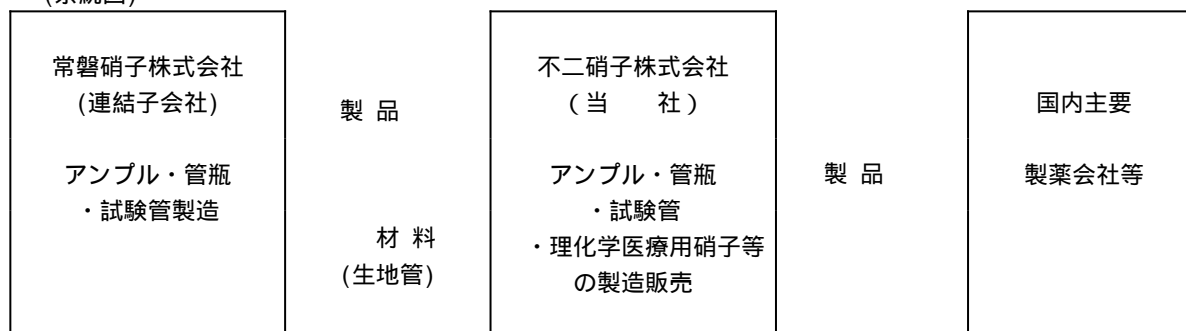 (系統図)
常磐硝子株式会社
(連結子会社)
アンプル・管瓶
・試験管製造
製 品
材 料
(生地管)
不二硝子株式会社
(当　　社)
アンプル・管瓶
・試験管
・理化学医療用硝子等
の製造販売
製 品
国内主要
製薬会社等